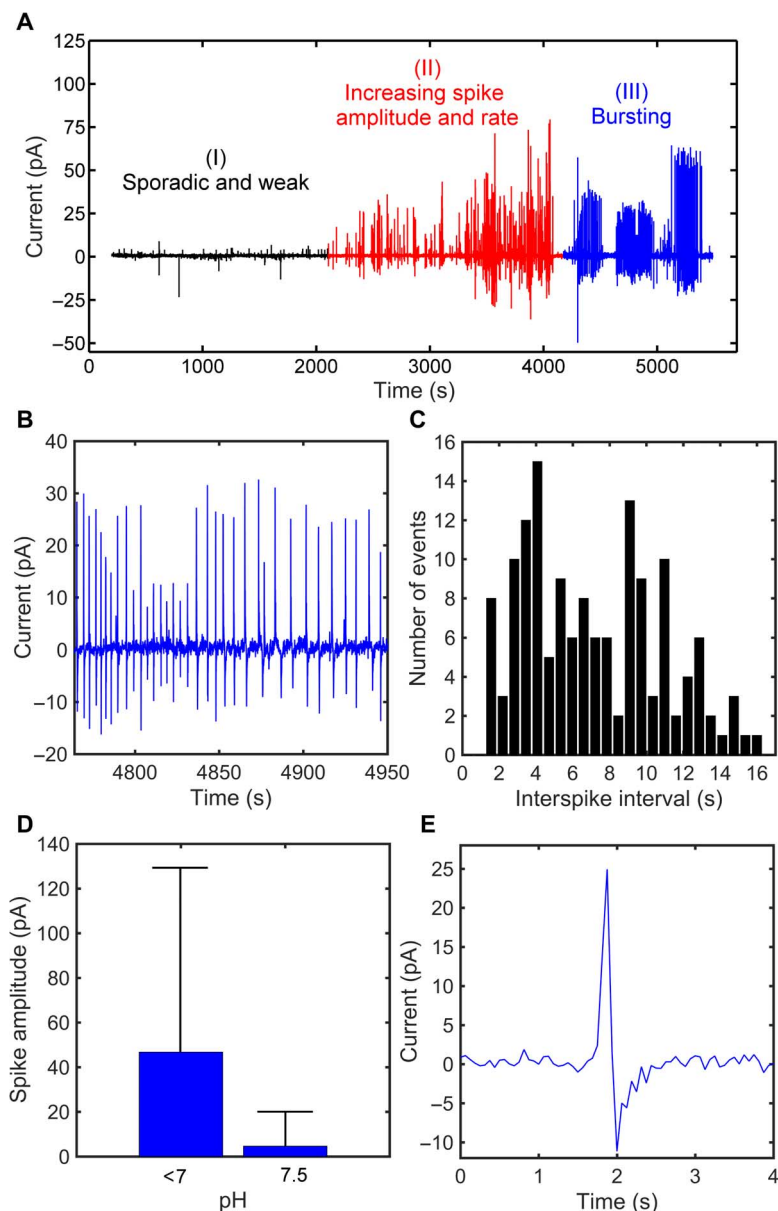 A
125
100
75
50
25
0
−25
−50
Current (pA)
(I)
Sporadic and weak
(II)
Increasing spike
amplitude and rate
(III)
Bursting
0 1000 2000 3000 4000 5000
Time (s)
B
40
30
20
10
0
−10
−20
Current (pA)
4800 4850 4900 4950
Time (s)
C
16
14
12
10
8
6
4
2
0
Number of events
0 2 4 6 8 10 12 14 16
Interspike interval (s)
D
140
120
100
80
60
40
20
0
Spike amplitude (pA)
<7 7.5
pH
E
25
20
15
10
5
0
−5
−10
Current (pA)
0 1 2 3 4
Time (s)